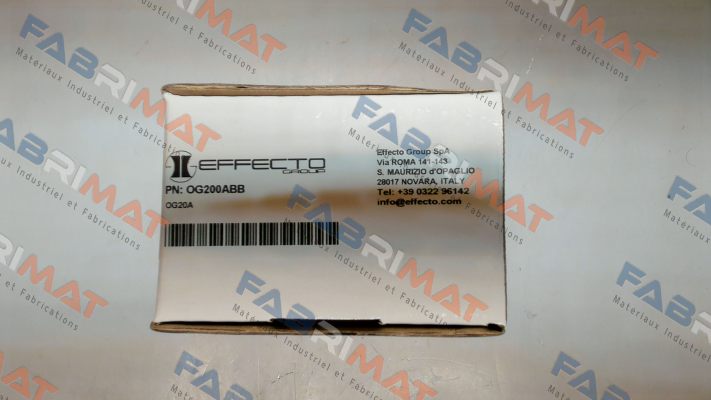 EFFECTO
GROUP
PN: OG200ABB
OG20A
Effecto Group SpA
Via ROMA 141-143
S. MAURIZIO d'OPAGLIO
28017 NOVARA, ITALY
Tel: +39 0322 96142
info@effecto.com
FABRIMAT
Materiaux Industriel et Fabrications